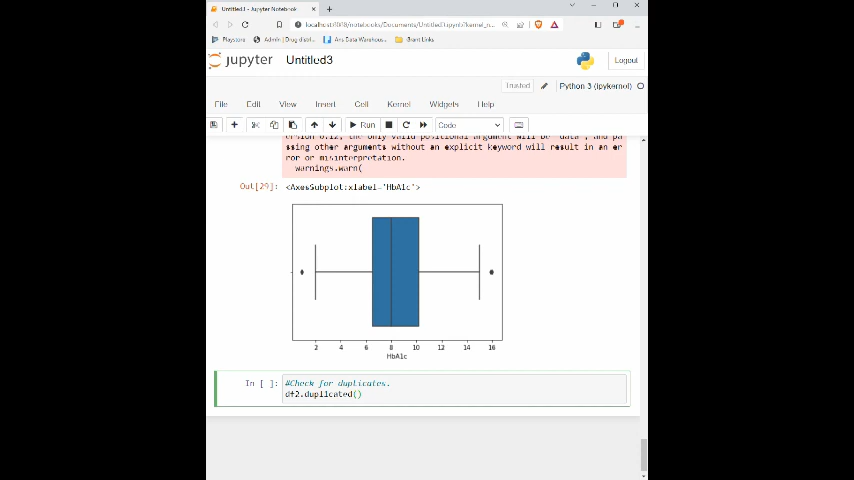 Untitled3 - Jupyter Notebook
localhost:8888/notebooks/Documents/Untitled3.ipynb?kernel_n...
Playstore Admin | Drug disal... Data Warehous... Grant Links
jupyter Untitled3 Logout
Trusted Python 3 (ipykernel)
File Edit View Insert Cell Kernel Widgets Help
Run Code
ersion 0.12, the only valid positional argument will be `data`, and pa
ssing other arguments without an explicit keyword will result in an er
ror or misinterpretation.
warnings.warn(
Out[29]: <AxesSubplot:xlabel='HbA1c'>
2 4 6 8 10 12 14 16
HbA1c
In [ ]: #Check for duplicates.
df2.duplicated()